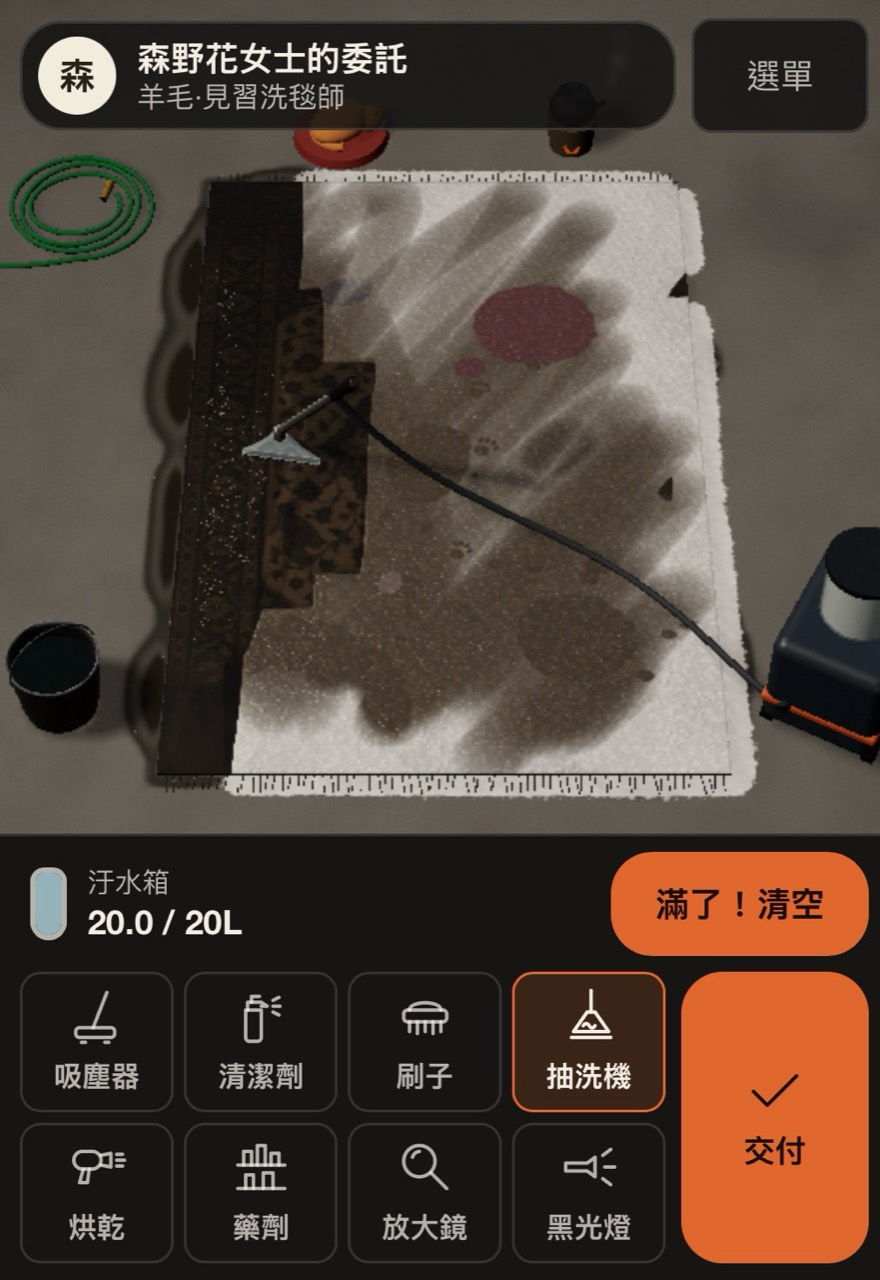 森
森野花女士的委託
羊毛·見習洗毯師
選單
汙水箱
20.0 / 20L
滿了！清空
吸塵器
清潔劑
刷子
抽洗機
交付
烘乾
藥劑
放大鏡
黑光燈